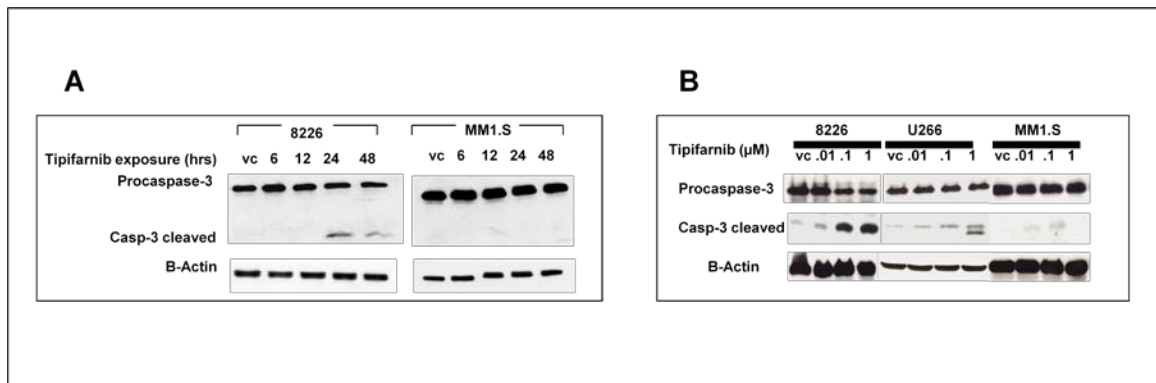 A
8226 MM1.S
Tipifarnib exposure (hrs) vc 6 12 24 48 vc 6 12 24 48
Procaspase-3
Casp-3 cleaved
B-Actin
B
8226 U266 MM1.S
Tipifarnib (µM) vc .01 .1 1 vc .01 .1 1 vc .01 .1 1
Procaspase-3
Casp-3 cleaved
B-Actin